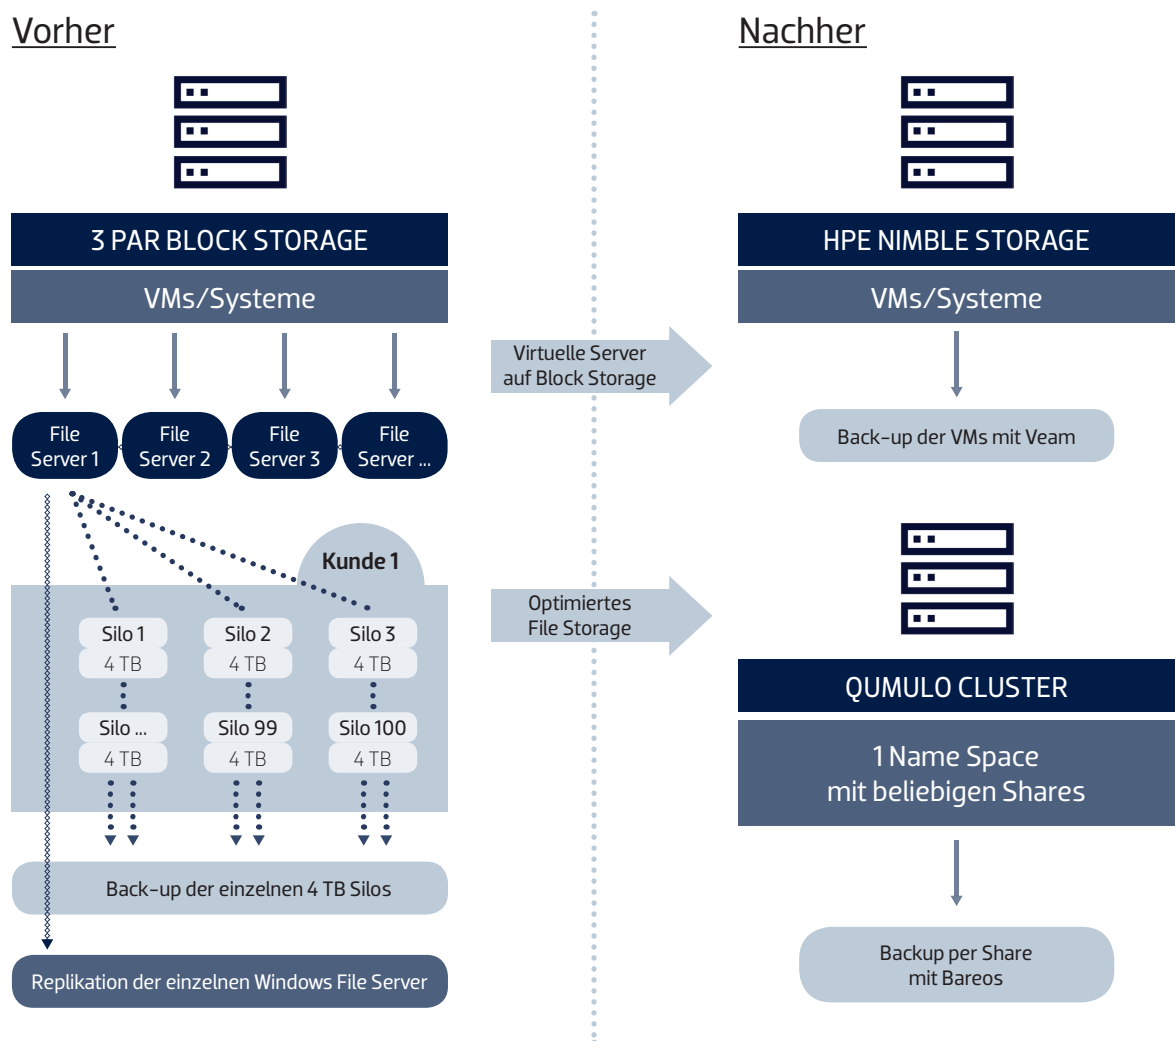 Vorher
3 PAR BLOCK STORAGE
VMs/Systeme
File
Server 1
File
Server 2
File
Server 3
File
Server ...
Kunde 1
Silo 1
4 TB
Silo 2
4 TB
Silo 3
4 TB
Silo ...
4 TB
Silo 99
4 TB
Silo 100
4 TB
Back-up der einzelnen 4 TB Silos
Replikation der einzelnen Windows File Server
Virtuelle Server
auf Block Storage
Optimiertes
File Storage
Nachher
HPE NIMBLE STORAGE
VMs/Systeme
Back-up der VMs mit Veam
QUMULO CLUSTER
1 Name Space
mit beliebigen Shares
Backup per Share
mit Bareos